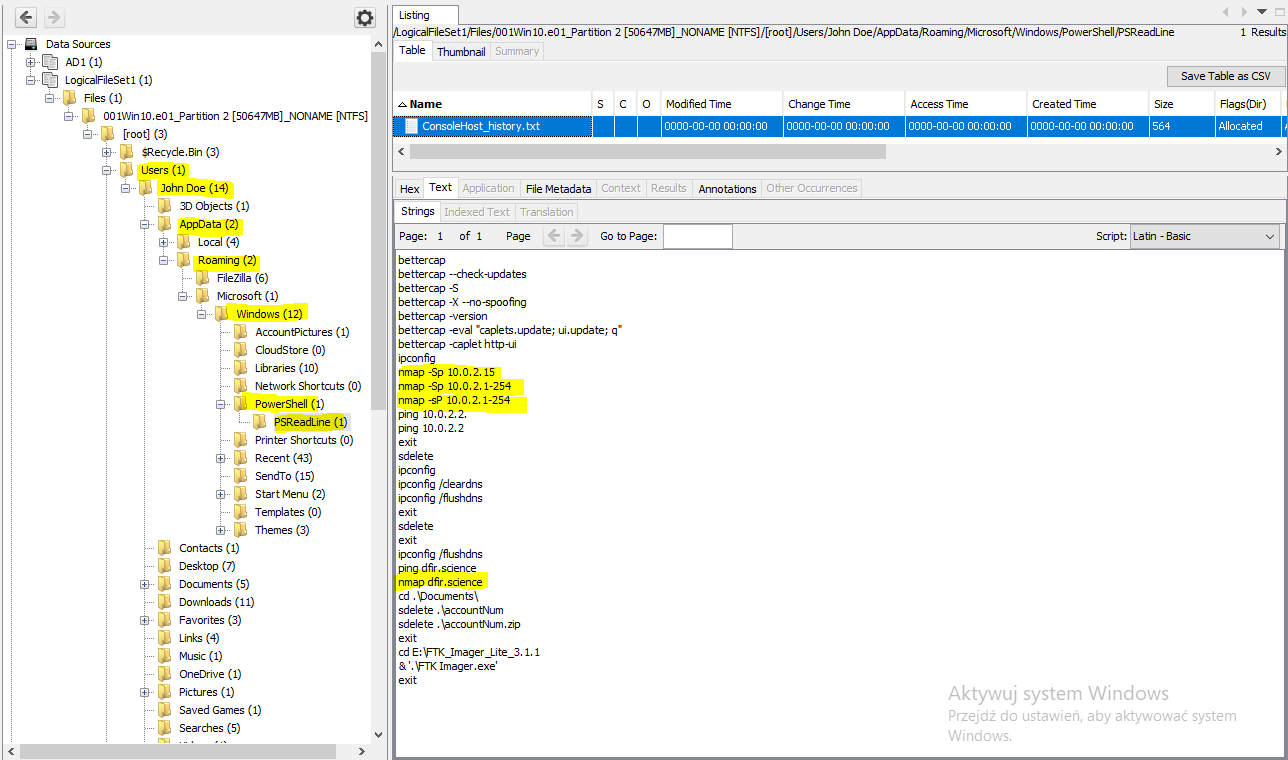 Data Sources
AD1 (1)
LogicalFileSet1 (1)
Files (1)
001Win10.e01_Partition 2 [50647MB]_NONAME [NTFS]
[root] (3)
$Recycle.Bin (3)
Users (1)
John Doe (14)
3D Objects (1)
AppData (2)
Local (4)
Roaming (2)
FileZilla (6)
Microsoft (1)
Windows (12)
AccountPictures (1)
CloudStore (0)
Libraries (10)
Network Shortcuts (0)
PowerShell (1)
PSReadLine (1)
Printer Shortcuts (0)
Recent (43)
SendTo (15)
Start Menu (2)
Templates (0)
Themes (3)
Contacts (1)
Desktop (7)
Documents (5)
Downloads (11)
Favorites (3)
Links (4)
Music (1)
OneDrive (1)
Pictures (1)
Saved Games (1)
Searches (5)
Listing
/LogicalFileSet1/Files/001Win10.e01_Partition 2 [50647MB]_NONAME [NTFS]/[root]/Users/John Doe/AppData/Roaming/Microsoft/Windows/PowerShell/PSReadLine 1 Results
Table Thumbnail Summary
Save Table as CSV
Name S C O Modified Time Change Time Access Time Created Time Size Flags(Dir)
ConsoleHost_history.txt 0000-00-00 00:00:00 0000-00-00 00:00:00 0000-00-00 00:00:00 0000-00-00 00:00:00 564 Allocated
Hex Text Application File Metadata Context Results Annotations Other Occurrences
Strings Indexed Text Translation
Page: 1 of 1 Page Go to Page: Script: Latin - Basic
bettercap
bettercap --check-updates
bettercap -S
bettercap -X --no-spoofing
bettercap -version
bettercap -eval "caplets.update; ui.update; q"
bettercap -caplet http-ui
ipconfig
nmap -Sp 10.0.2.15
nmap -Sp 10.0.2.1-254
nmap -sP 10.0.2.1-254
ping 10.0.2.2.
ping 10.0.2.2
exit
sdelete
ipconfig
ipconfig /cleardns
ipconfig /flushdns
exit
sdelete
exit
ipconfig /flushdns
ping dfir.science
nmap dfir.science
cd .\Documents\
sdelete .\accountNum
sdelete .\accountNum.zip
exit
cd E:\FTK_Imager_Lite_3.1.1
& '.\FTK Imager.exe'
exit
Aktywuj system Windows
Przejdź do ustawień, aby aktywować system
Windows.